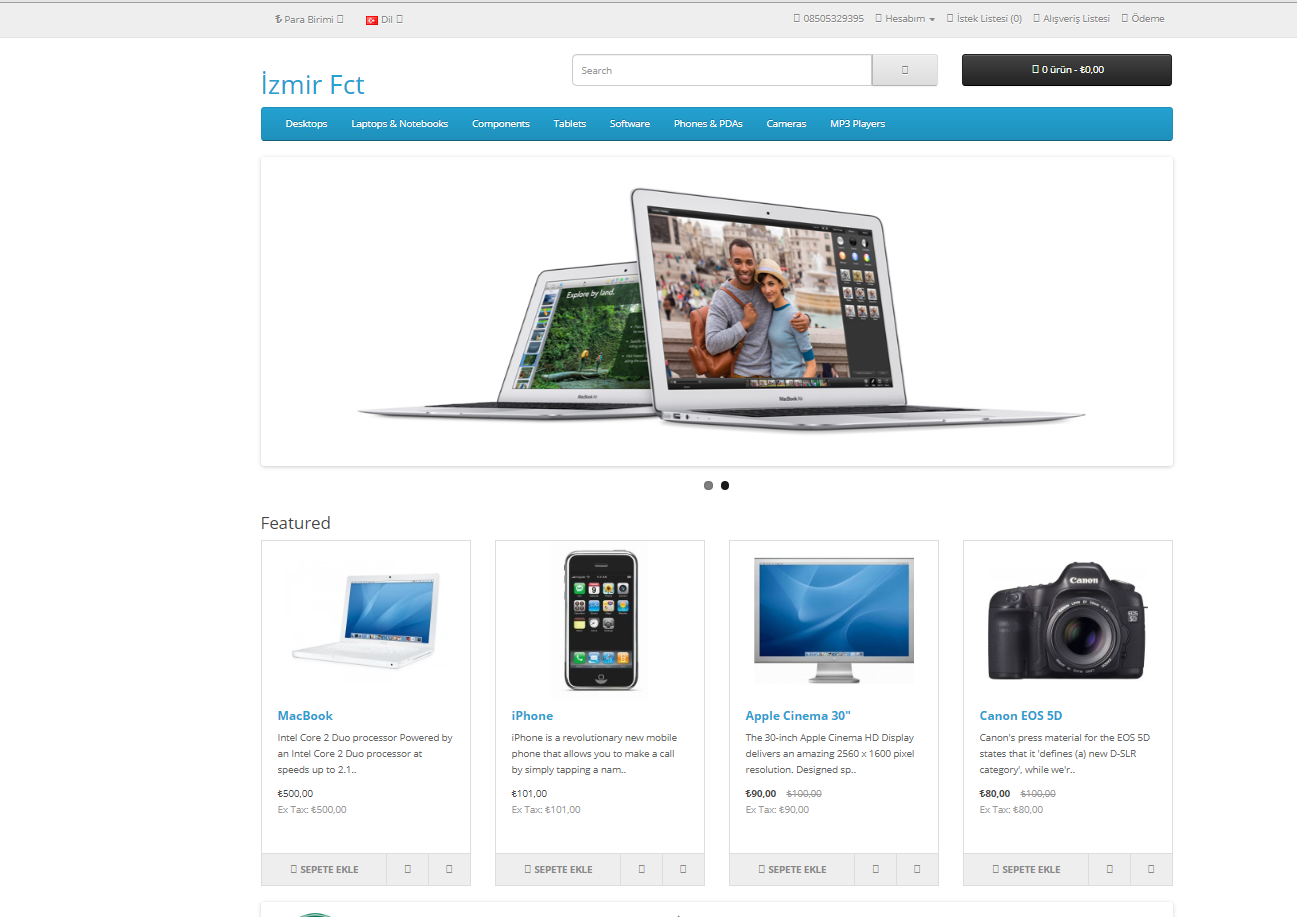 ₺ Para Birimi
Dil
08505329395
Hesabım
İstek Listesi (0)
Alışveriş Listesi
Ödeme
İzmir Fct
Search
0 ürün - ₺0,00
Desktops
Laptops & Notebooks
Components
Tablets
Software
Phones & PDAs
Cameras
MP3 Players
Explore by land.
MacBook Air
MacBook Air
Featured
Canon
MacBook
Intel Core 2 Duo processor Powered by
an Intel Core 2 Duo processor at
speeds up to 2.1..
₺500,00
Ex Tax: ₺500,00
SEPETE EKLE
iPhone
iPhone is a revolutionary new mobile
phone that allows you to make a call
by simply tapping a nam..
₺101,00
Ex Tax: ₺101,00
SEPETE EKLE
Apple Cinema 30"
The 30-inch Apple Cinema HD Display
delivers an amazing 2560 x 1600 pixel
resolution. Designed sp..
₺90,00 ₺100,00
Ex Tax: ₺90,00
SEPETE EKLE
Canon EOS 5D
Canon's press material for the EOS 5D
states that it 'defines (a) new D-SLR
category', while we'r..
₺80,00 ₺100,00
Ex Tax: ₺80,00
SEPETE EKLE